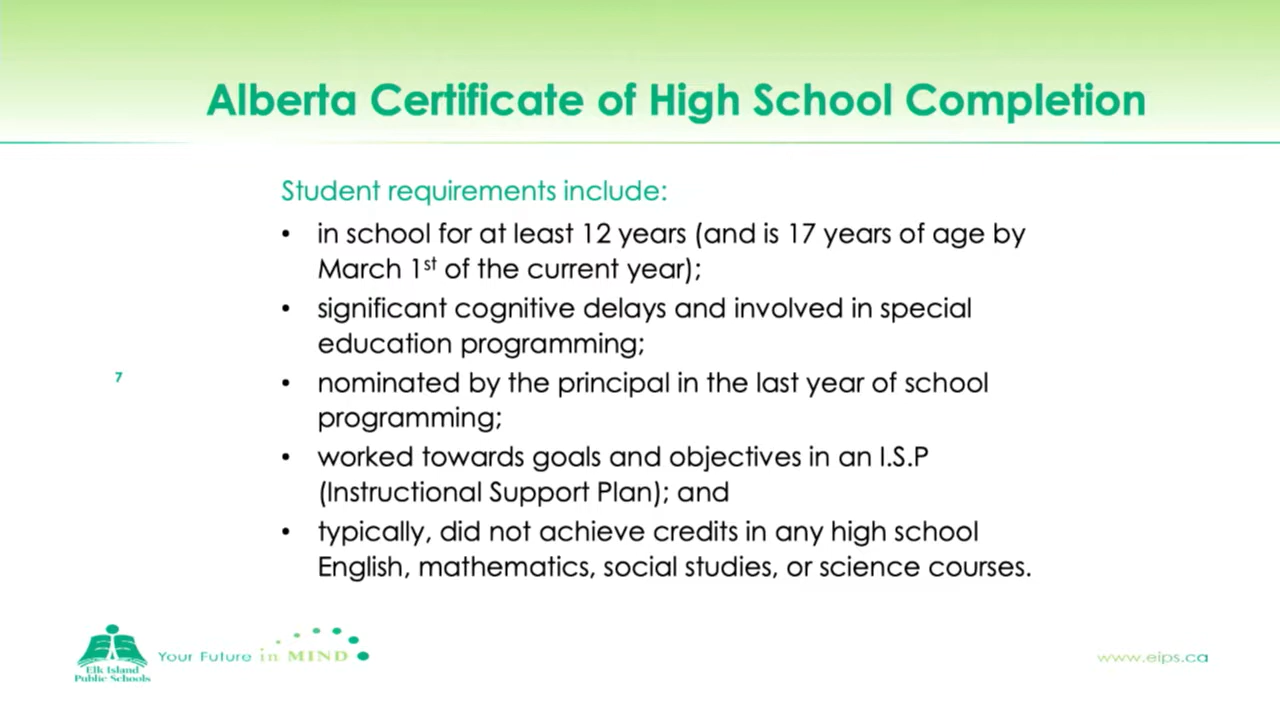 Alberta Certificate of High School Completion
Student requirements include:
• in school for at least 12 years (and is 17 years of age by
March 1st of the current year);
• significant cognitive delays and involved in special
education programming;
• nominated by the principal in the last year of school
programming;
• worked towards goals and objectives in an I.S.P
(Instructional Support Plan); and
• typically, did not achieve credits in any high school
English, mathematics, social studies, or science courses.
7
Elk Island
Public Schools
Your Future in MIND
www.eips.ca